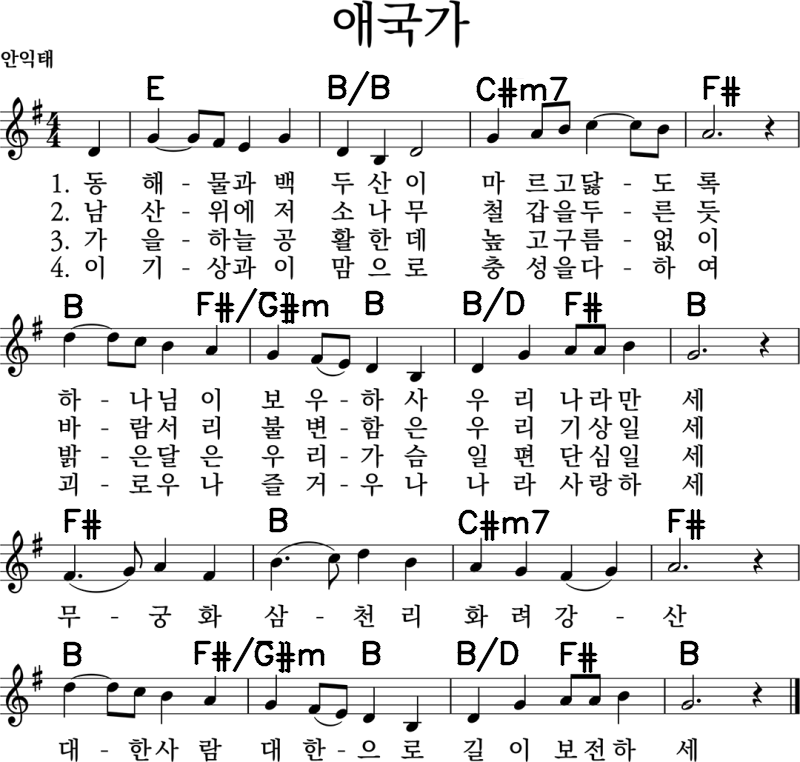 애국가
안익태
E B/B C#m7 F#
1. 동 해 - 물과 백 두 산 이 마 르고닳 - 도 록
2. 남 산 - 위에 저 소 나 무 철 갑을두 - 른 듯
3. 가 을 - 하늘 공 활 한 데 높 고구름 - 없 이
4. 이 기 - 상과 이 맘 으 로 충 성을다 - 하 여
B F#/G#m B B/D F# B
하 - 나님 이 보 우 - 하 사 우 리 나라만 세
바 - 람서 리 불 변 - 함 은 우 리 기상일 세
밝 - 은달 은 우 리 - 가 슴 일 편 단심일 세
괴 - 로우 나 즐 거 - 우 나 나 라 사랑하 세
F# B C#m7 F#
무 - 궁 화 삼 - 천 리 화 려 강 - 산
B F#/G#m B B/D F# B
대 - 한사 람 대 한 - 으 로 길 이 보전하 세